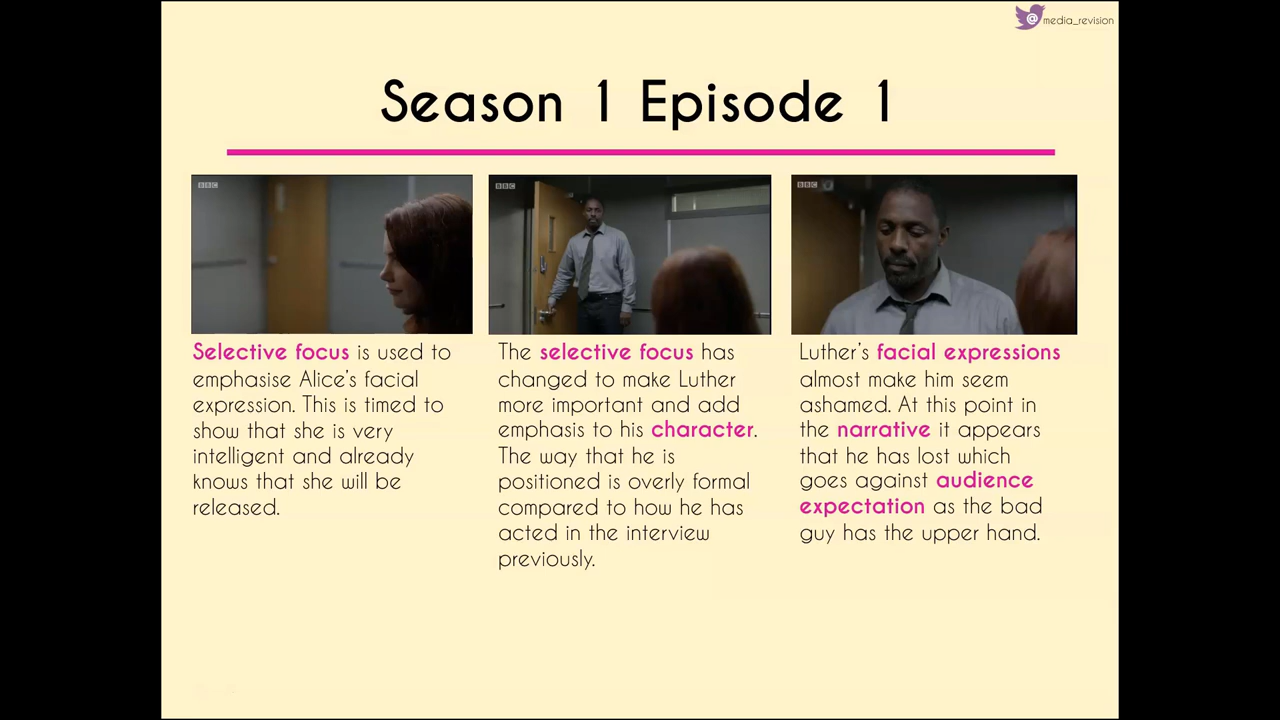 @media_revision
Season 1 Episode 1
BBC
BBC
BBC
Selective focus is used to
emphasise Alice's facial
expression. This is timed to
show that she is very
intelligent and already
knows that she will be
released.
The selective focus has
changed to make Luther
more important and add
emphasis to his character.
The way that he is
positioned is overly formal
compared to how he has
acted in the interview
previously.
Luther's facial expressions
almost make him seem
ashamed. At this point in
the narrative it appears
that he has lost which
goes against audience
expectation as the bad
guy has the upper hand.